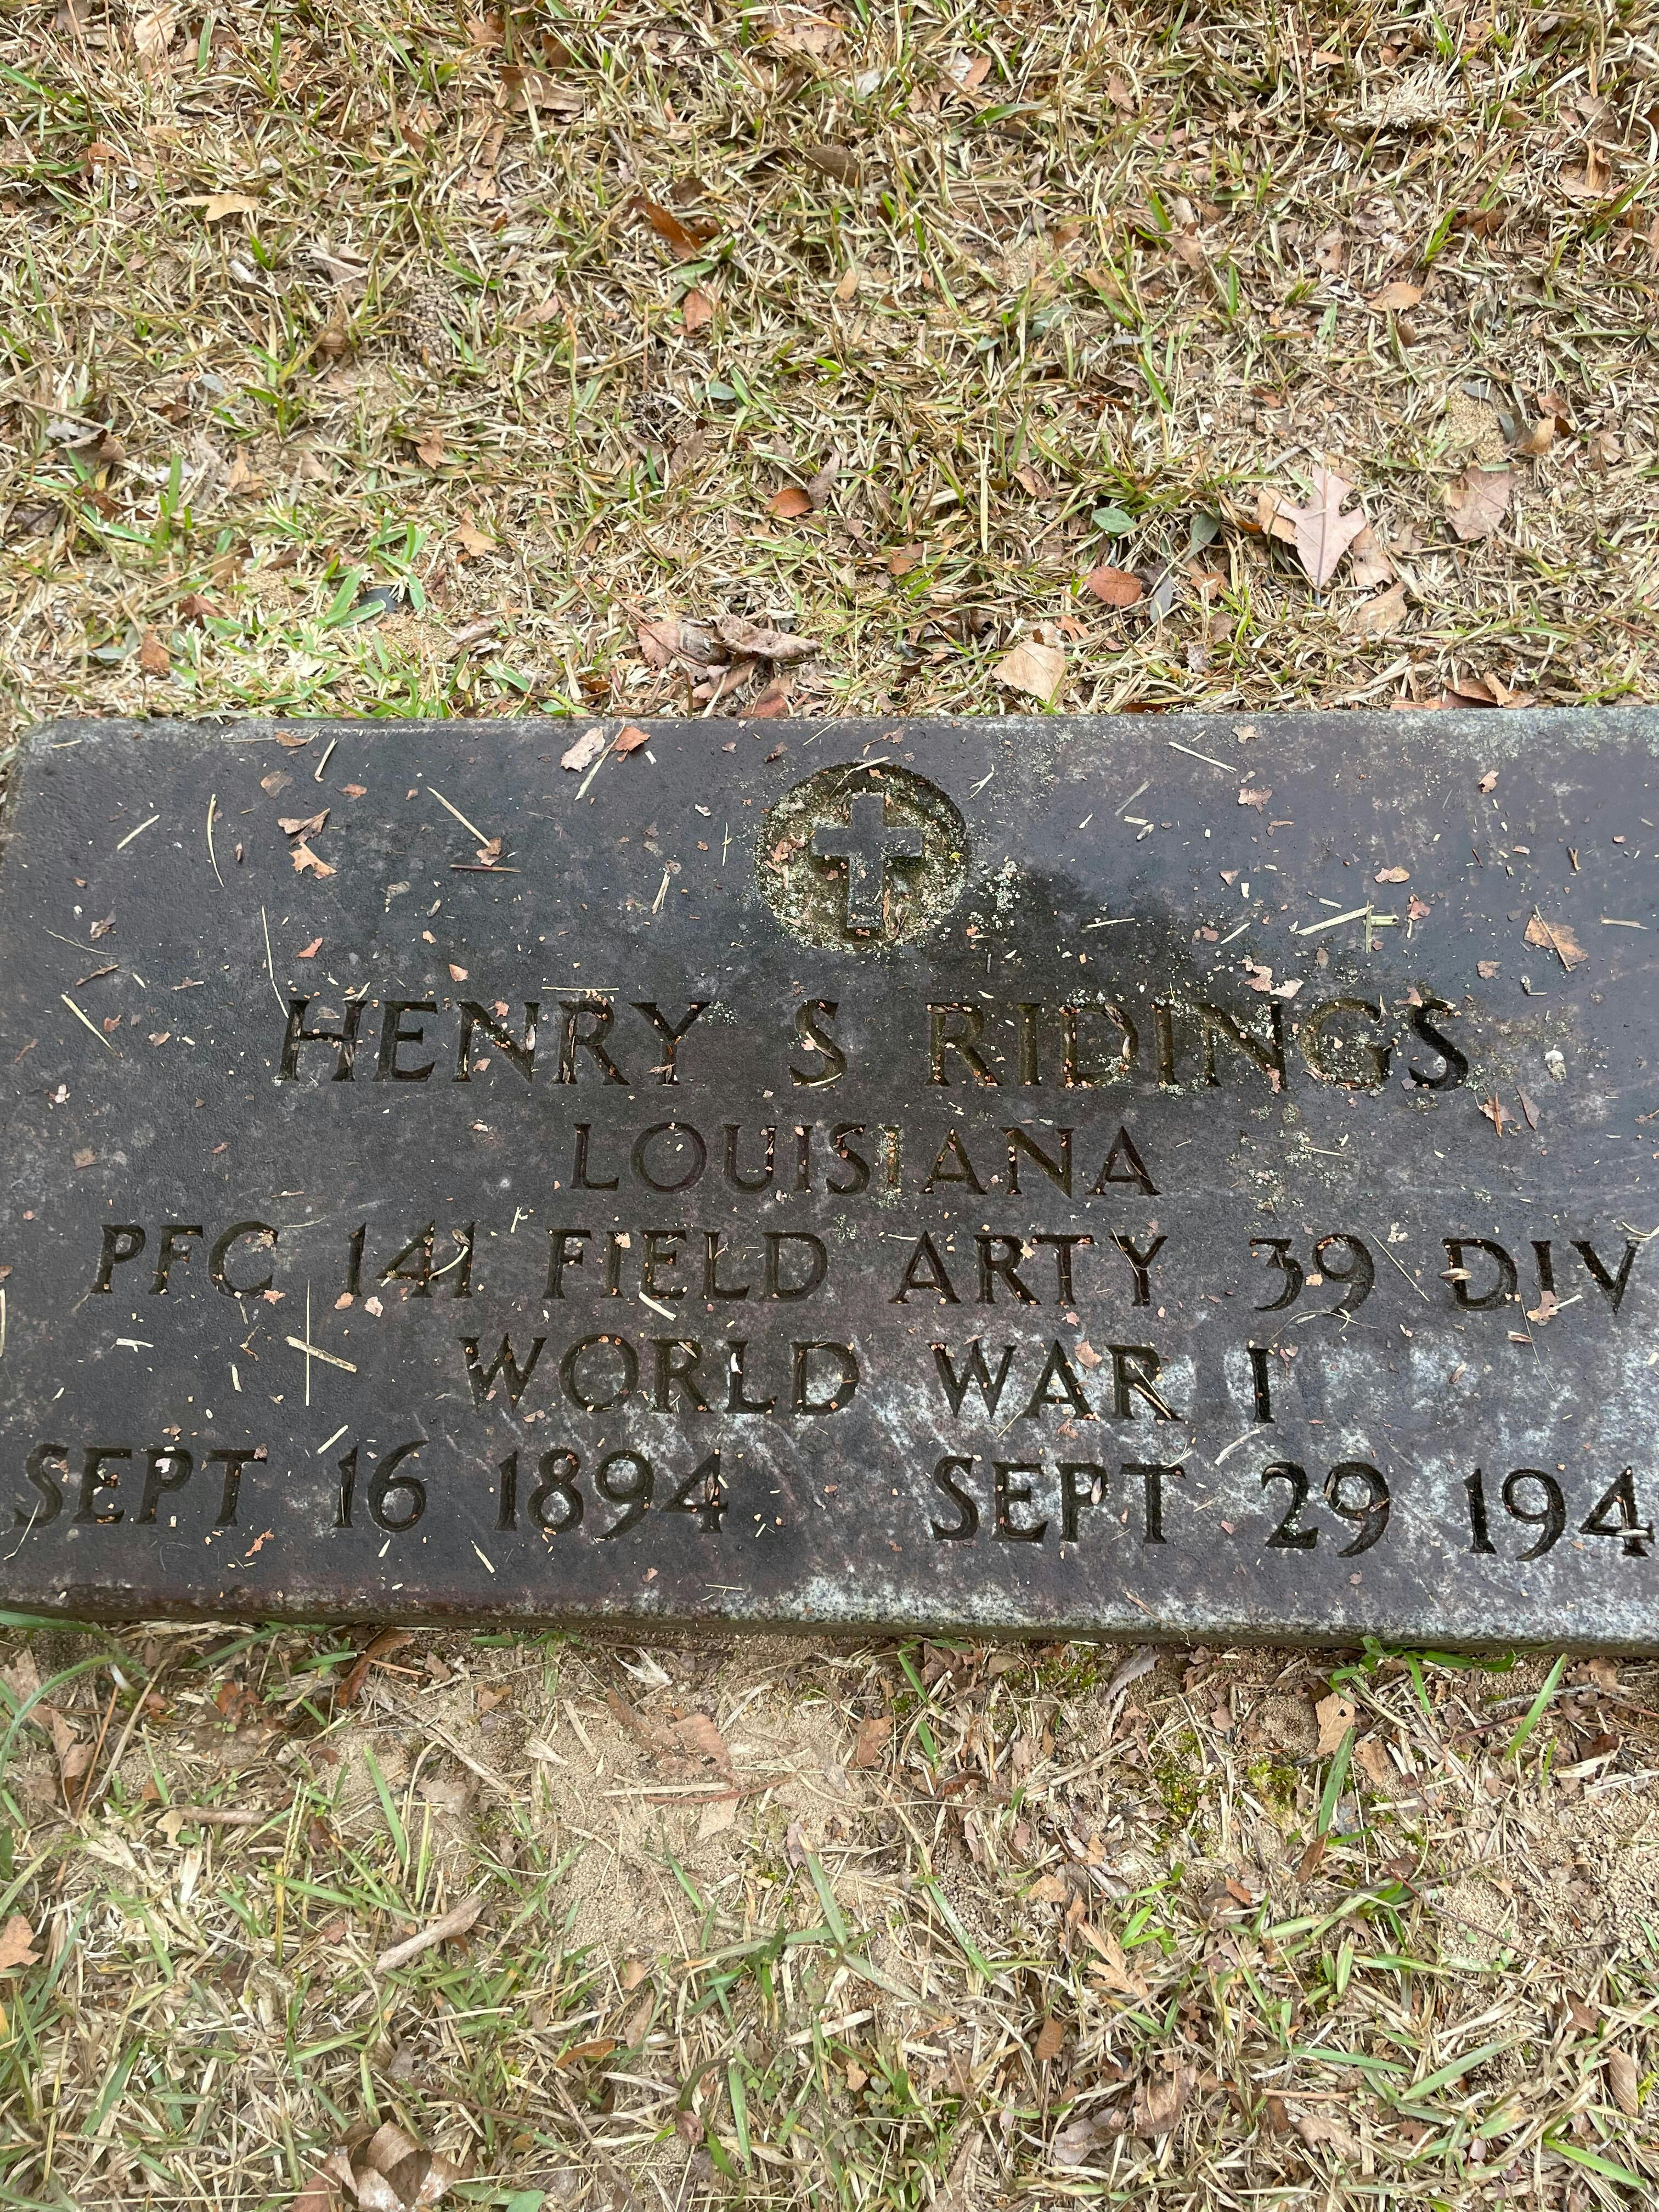 HENRY S RIDINGS
LOUISIANA
PFC 141 FIELD ARTY 39 DIV
WORLD WAR I
SEPT 16 1894 SEPT 29 194